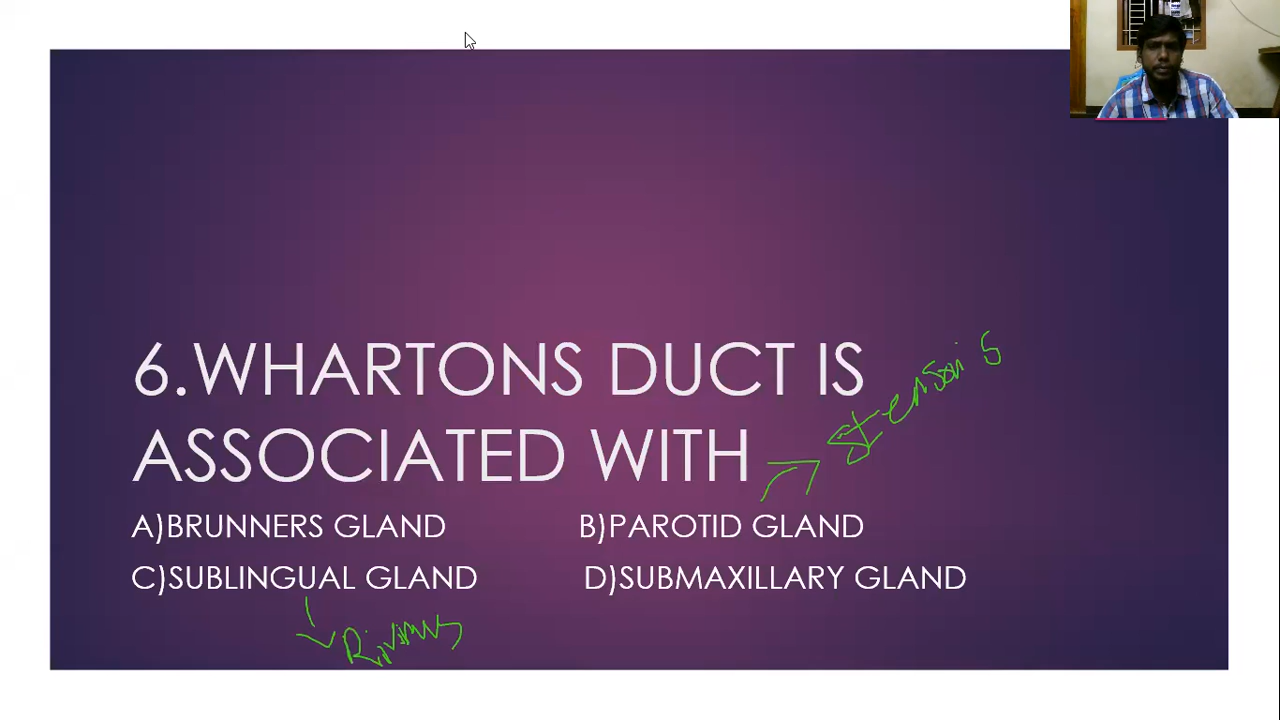 6.WHARTONS DUCT IS
Stenson s
ASSOCIATED WITH
A)BRUNNERS GLAND B)PAROTID GLAND
C)SUBLINGUAL GLAND D)SUBMAXILLARY GLAND
Rivinus